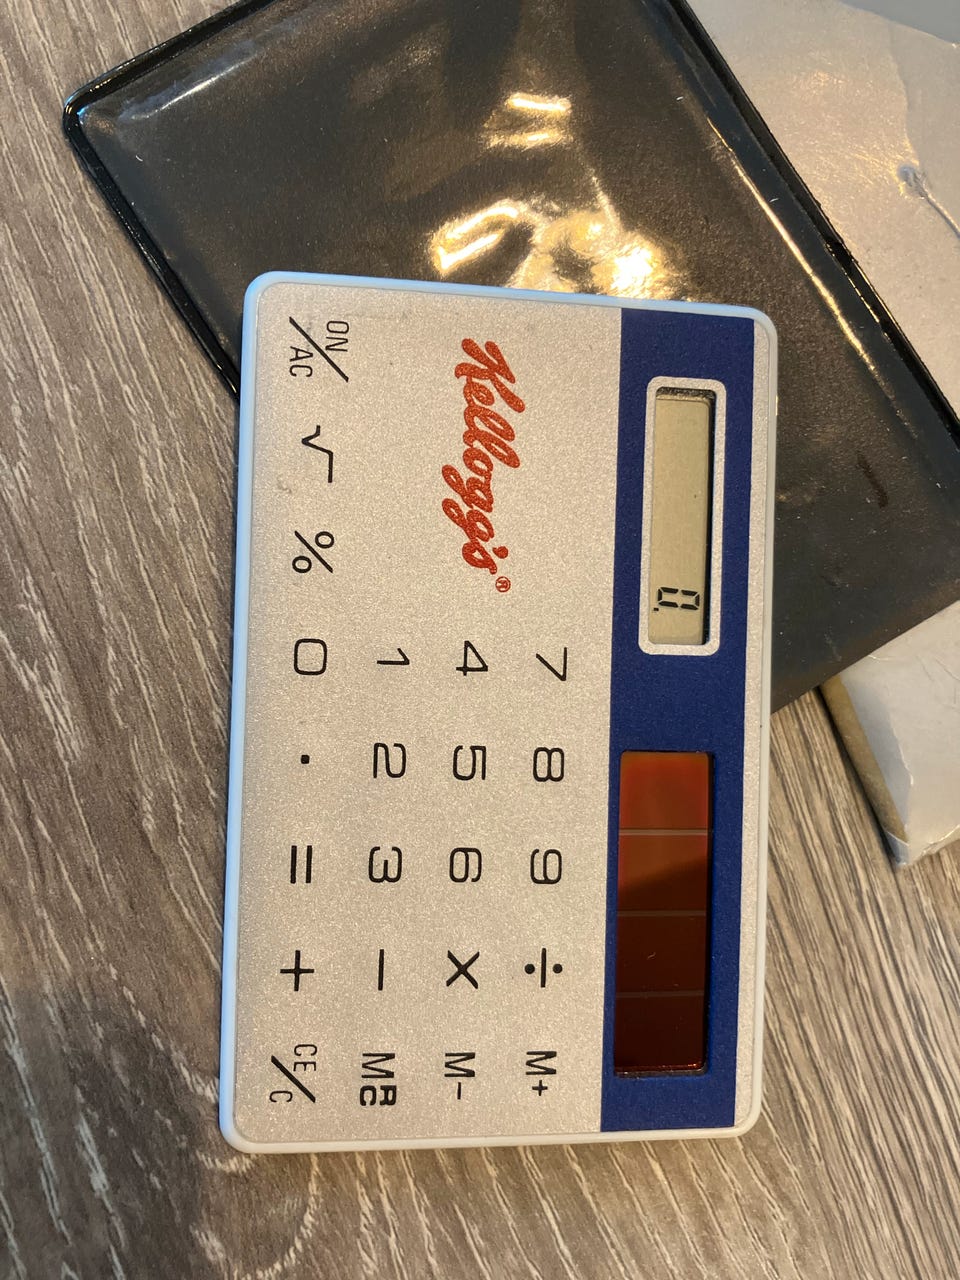 0.
Kellogg's®
7 8 9 ÷ M+
4 5 6 × M-
1 2 3 − MRC
ON/AC √ % 0 . = + CE/C